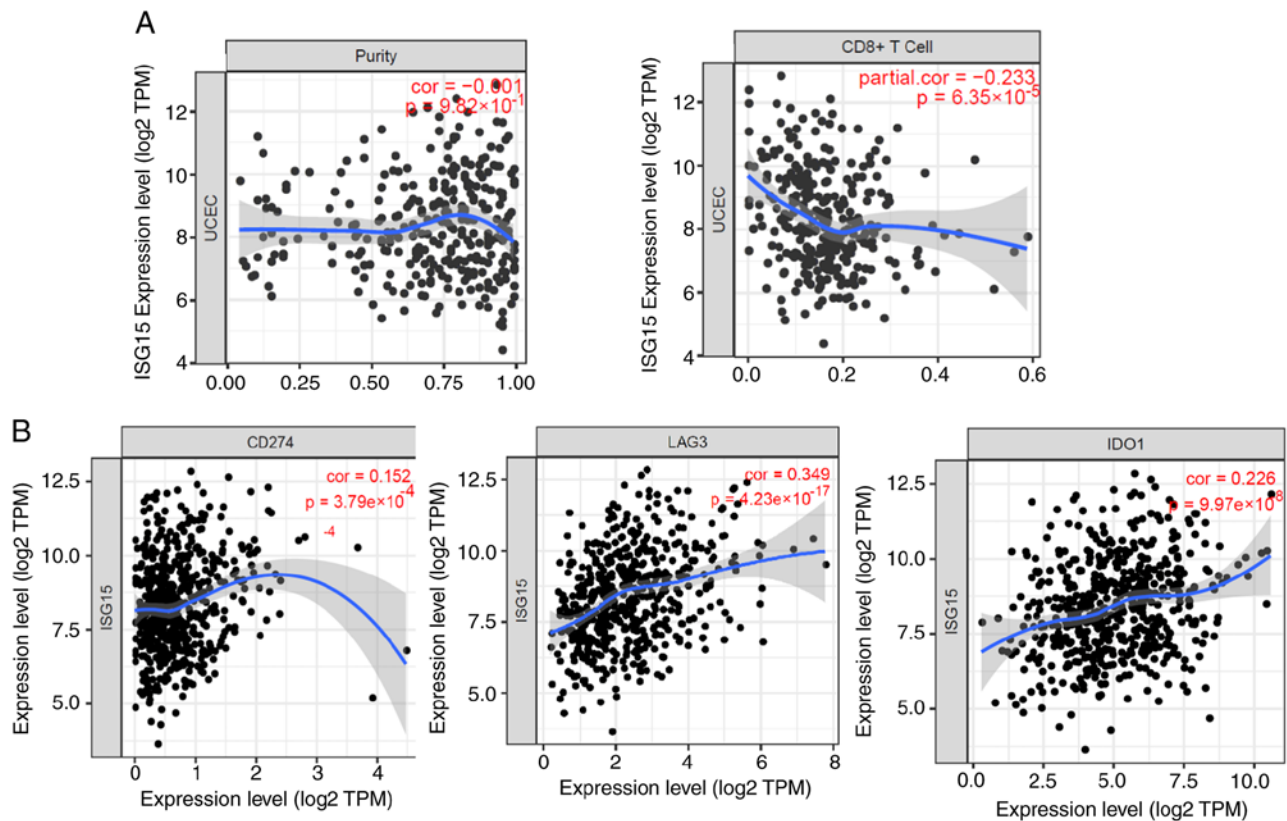 A
Purity
cor = −0.001
p = 9.82×10-1
ISG15 Expression level (log2 TPM)
UCEC
12
10
8
6
4
0.00 0.25 0.50 0.75 1.00
CD8+ T Cell
partial.cor = −0.233
p = 6.35×10-5
ISG15 Expression level (log2 TPM)
UCEC
12
10
8
6
4
0.0 0.2 0.4 0.6
B
CD274
cor = 0.152
p = 3.79e×10-4
-4
Expression level (log2 TPM)
ISG15
12.5
10.0
7.5
5.0
0 1 2 3 4
Expression level (log2 TPM)
LAG3
cor = 0.349
p = 4.23e×10-17
Expression level (log2 TPM)
ISG15
12.5
10.0
7.5
5.0
0 2 4 6 8
Expression level (log2 TPM)
IDO1
cor = 0.226
p = 9.97e×10-8
Expression level (log2 TPM)
ISG15
12.5
10.0
7.5
5.0
0.0 2.5 5.0 7.5 10.0
Expression level (log2 TPM)